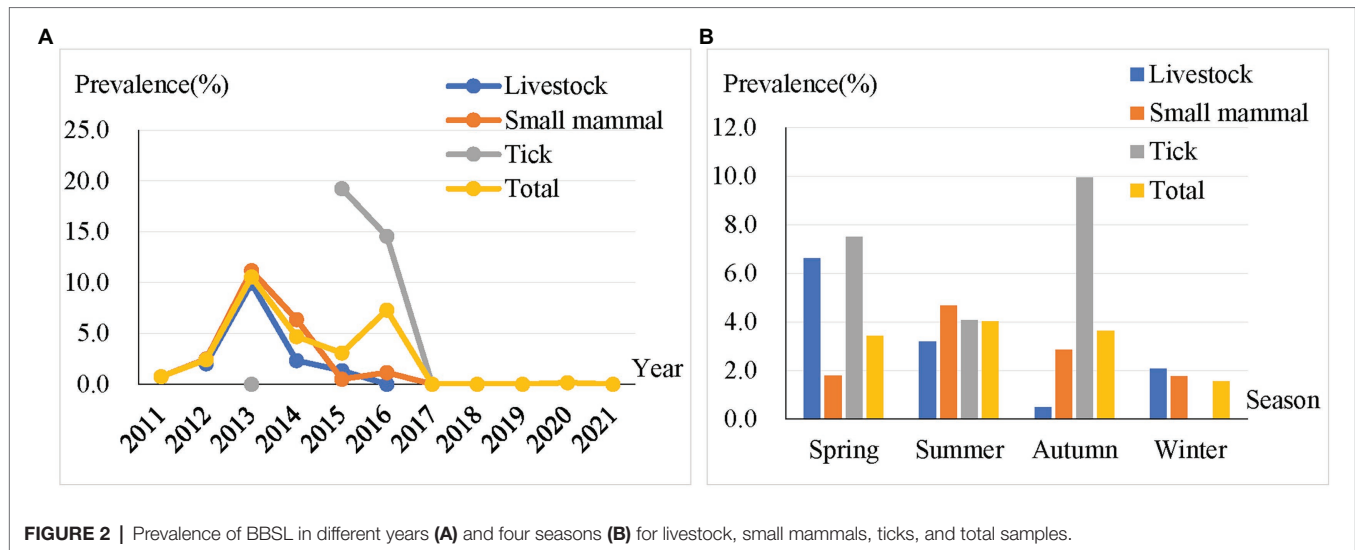 A
Prevalence(%)
Livestock
Small mammal
Tick
Total
25.0
20.0
15.0
10.0
5.0
0.0
Year
2011 2012 2013 2014 2015 2016 2017 2018 2019 2020 2021
B
Prevalence(%)
Livestock
Small mammal
Tick
Total
12.0
10.0
8.0
6.0
4.0
2.0
0.0
Season
Spring Summer Autumn Winter
FIGURE 2 | Prevalence of BBSL in different years (A) and four seasons (B) for livestock, small mammals, ticks, and total samples.